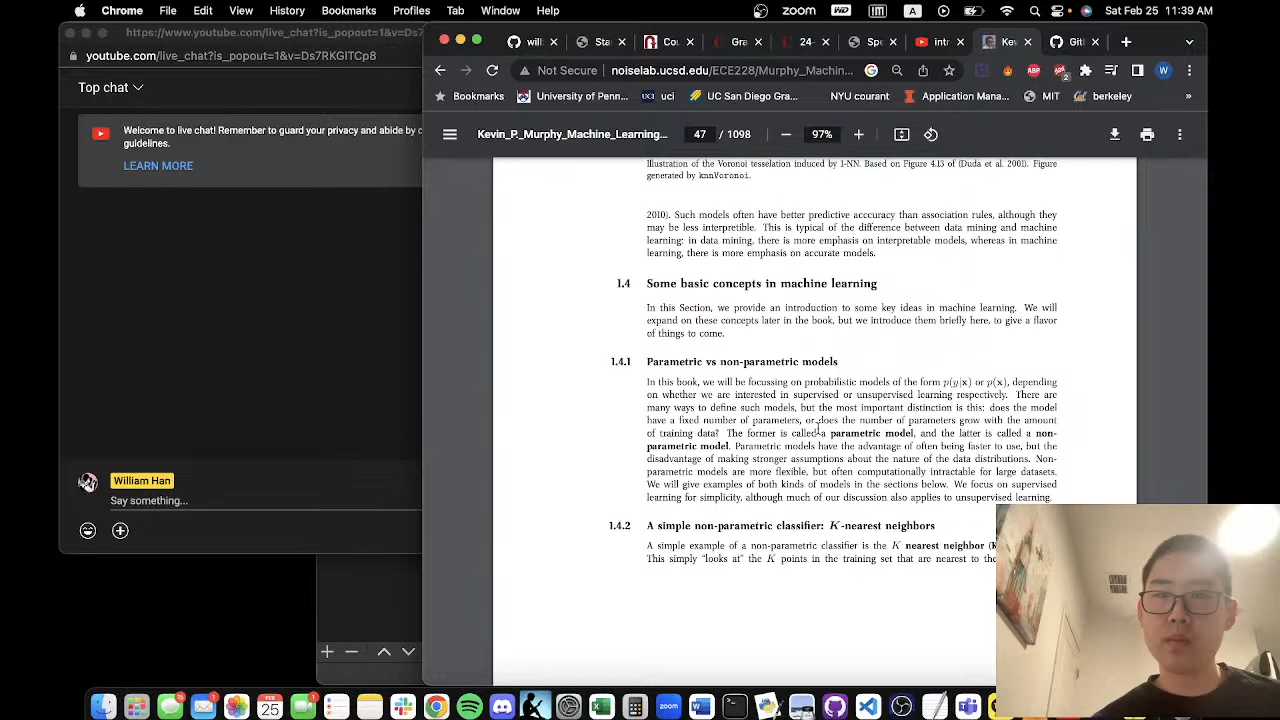 Chrome File Edit View History Bookmarks Profiles Tab Window Help zoom A Sat Feb 25 11:39 AM
https://www.youtube.com/live_chat?is_popout=1&v=Ds7
youtube.com/live_chat?is_popout=1&v=Ds7RKGITCp8
Top chat
Welcome to live chat! Remember to guard your privacy and abide by
guidelines.
LEARN MORE
William Han
Say something...
will Star Cou Gra 24- Spe intr Kev Git
Not Secure noiselab.ucsd.edu/ECE228/Murphy_Machin... ABP 2 W
Bookmarks University of Penn... uci UC San Diego Gra... NYU courant Application Mana... MIT berkeley »
Kevin_P._Murphy_Machine_Learning... 47 / 1098 97%
Illustration of the Voronoi tesselation induced by 1-NN. Based on Figure 4.13 of (Duda et al. 2001). Figure
generated by knnVoronoi.
2010). Such models often have better predictive acccuracy than association rules, although they
may be less interpretible. This is typical of the difference between data mining and machine
learning: in data mining, there is more emphasis on interpretable models, whereas in machine
learning, there is more emphasis on accurate models.
1.4 Some basic concepts in machine learning
In this Section, we provide an introduction to some key ideas in machine learning. We will
expand on these concepts later in the book, but we introduce them briefly here, to give a flavor
of things to come.
1.4.1 Parametric vs non-parametric models
In this book, we will be focussing on probabilistic models of the form p(y|x) or p(x), depending
on whether we are interested in supervised or unsupervised learning respectively. There are
many ways to define such models, but the most important distinction is this: does the model
have a fixed number of parameters, or does the number of parameters grow with the amount
of training data? The former is called a parametric model, and the latter is called a non-
parametric model. Parametric models have the advantage of often being faster to use, but the
disadvantage of making stronger assumptions about the nature of the data distributions. Non-
parametric models are more flexible, but often computationally intractable for large datasets.
We will give examples of both kinds of models in the sections below. We focus on supervised
learning for simplicity, although much of our discussion also applies to unsupervised learning.
1.4.2 A simple non-parametric classifier: K-nearest neighbors
A simple example of a non-parametric classifier is the K nearest neighbor (K
This simply "looks at" the K points in the training set that are nearest to the
FEB
25
zoom